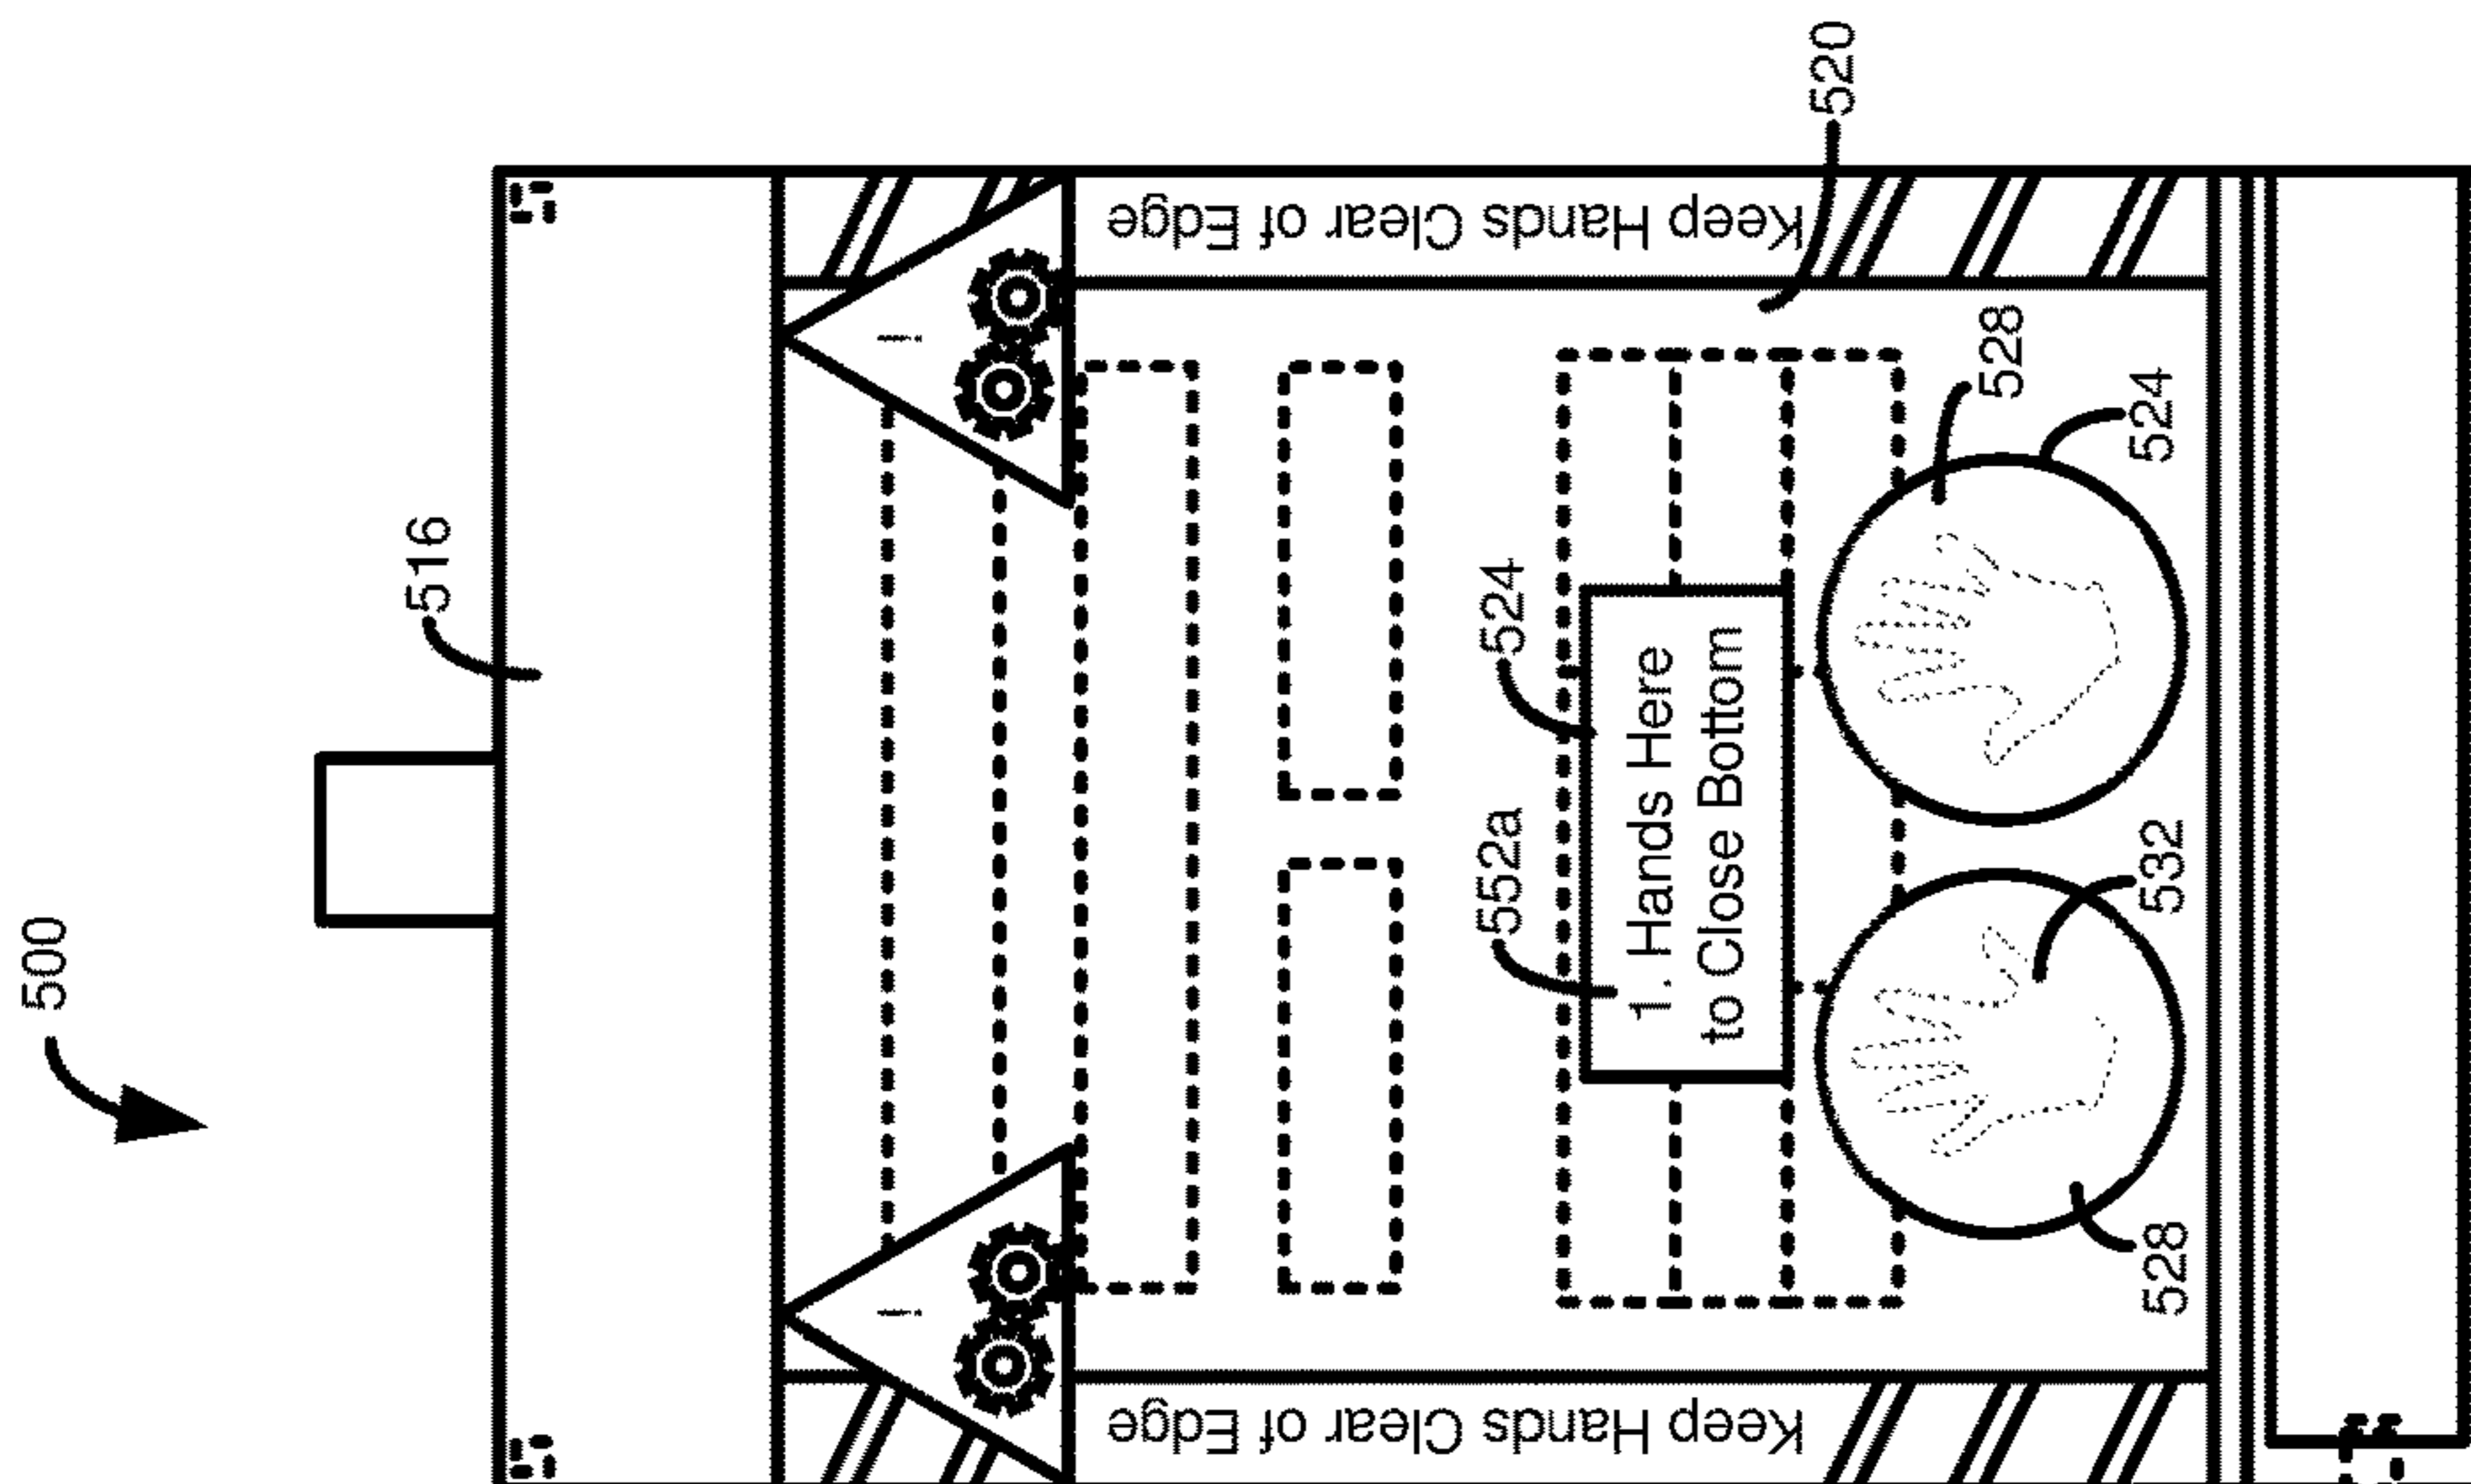 500
516
Keep Hands Clear of Edge
Keep Hands Clear of Edge
520
!
!
552a
524
1. Hands Here
to Close Bottom
528
524
532
528